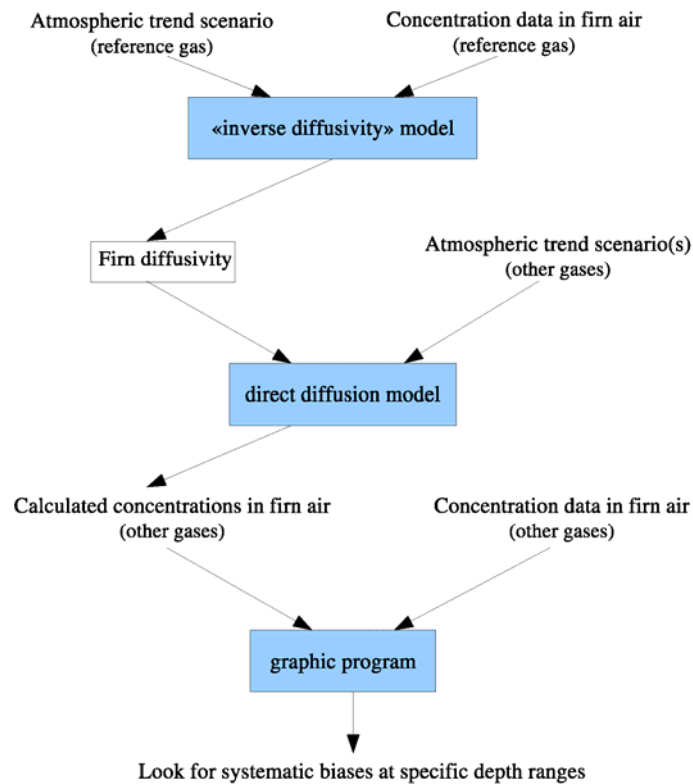 Atmospheric trend scenario
(reference gas)
Concentration data in firn air
(reference gas)
«inverse diffusivity» model
Firn diffusivity
Atmospheric trend scenario(s)
(other gases)
direct diffusion model
Calculated concentrations in firn air
(other gases)
Concentration data in firn air
(other gases)
graphic program
Look for systematic biases at specific depth ranges